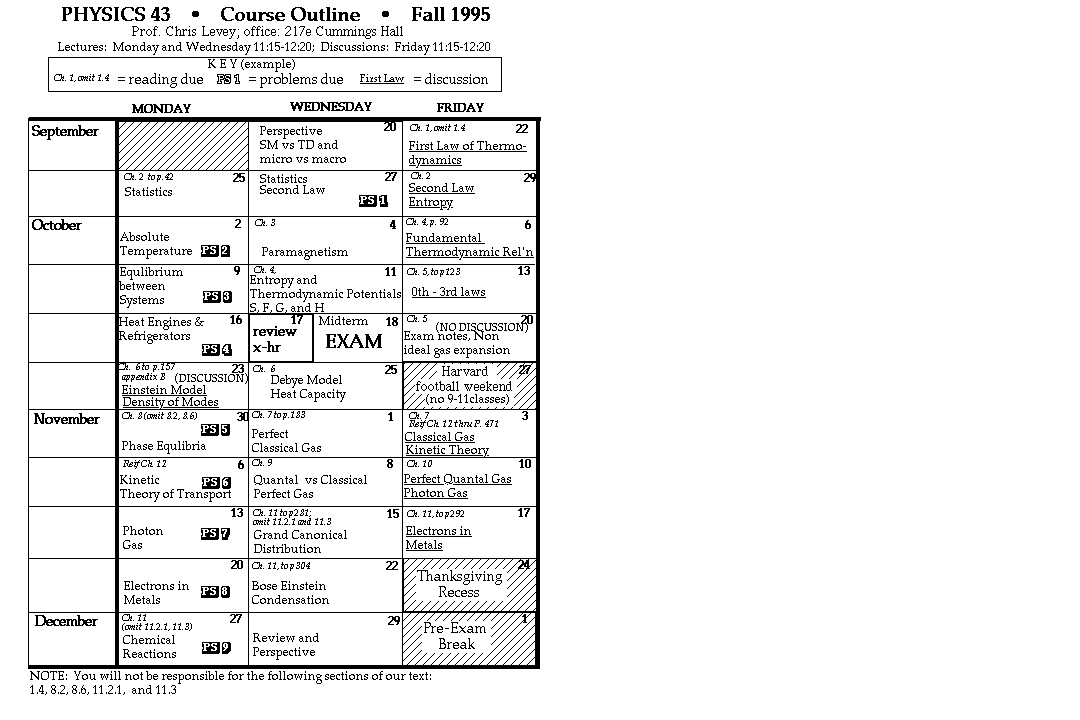 PHYSICS 43 • Course Outline • Fall 1995
Prof. Chris Levey; office: 217e Cummings Hall
Lectures: Monday and Wednesday 11:15-12:20; Discussions: Friday 11:15-12:20
K E Y (example)
Ch. 1, omit 1.4 = reading due PS 1 = problems due First Law = discussion
MONDAY WEDNESDAY FRIDAY
September
20
Perspective
SM vs TD and
micro vs macro
Ch. 1, omit 1.4 22
First Law of Thermo-
dynamics
Ch. 2 to p.42 25
Statistics
Statistics 27
Second Law
PS 1
Ch. 2 29
Second Law
Entropy
October
2
Absolute
Temperature PS 2
Ch. 3 4
Paramagnetism
Ch. 4, p. 92 6
Fundamental
Thermodynamic Rel'n
Equlibrium 9
between
Systems PS 3
Ch. 4, 11
Entropy and
Thermodynamic Potentials
S, F, G, and H
Ch. 5, to p123 13
0th - 3rd laws
Heat Engines & 16
Refrigerators
PS 4
17
review
x-hr
Midterm 18
EXAM
Ch. 5 20
(NO DISCUSSION)
Exam notes, Non
ideal gas expansion
Ch. 6 to p.157 23
appendix B (DISCUSSION)
Einstein Model
Density of Modes
Ch. 6 25
Debye Model
Heat Capacity
Harvard 27
football weekend
(no 9-11classes)
November
Ch. 8 (omit 8.2, 8.6) 30
PS 5
Phase Equlibria
Ch. 7 to p.183 1
Perfect
Classical Gas
Ch. 7 3
Reif Ch. 12 thru P. 471
Classical Gas
Kinetic Theory
Reif Ch. 12 6
Kinetic PS 6
Theory of Transport
Ch. 9 8
Quantal vs Classical
Perfect Gas
Ch. 10 10
Perfect Quantal Gas
Photon Gas
13
Photon PS 7
Gas
Ch. 11 to p281; 15
omit 11.2.1 and 11.3
Grand Canonical
Distribution
Ch. 11, to p292 17
Electrons in
Metals
20
Electrons in PS 8
Metals
Ch. 11, to p304 22
Bose Einstein
Condensation
24
Thanksgiving
Recess
December
Ch. 11 27
(omit 11.2.1, 11.3)
Chemical
Reactions PS 9
29
Review and
Perspective
1
Pre-Exam
Break
NOTE: You will not be responsible for the following sections of our text:
1.4, 8.2, 8.6, 11.2.1, and 11.3